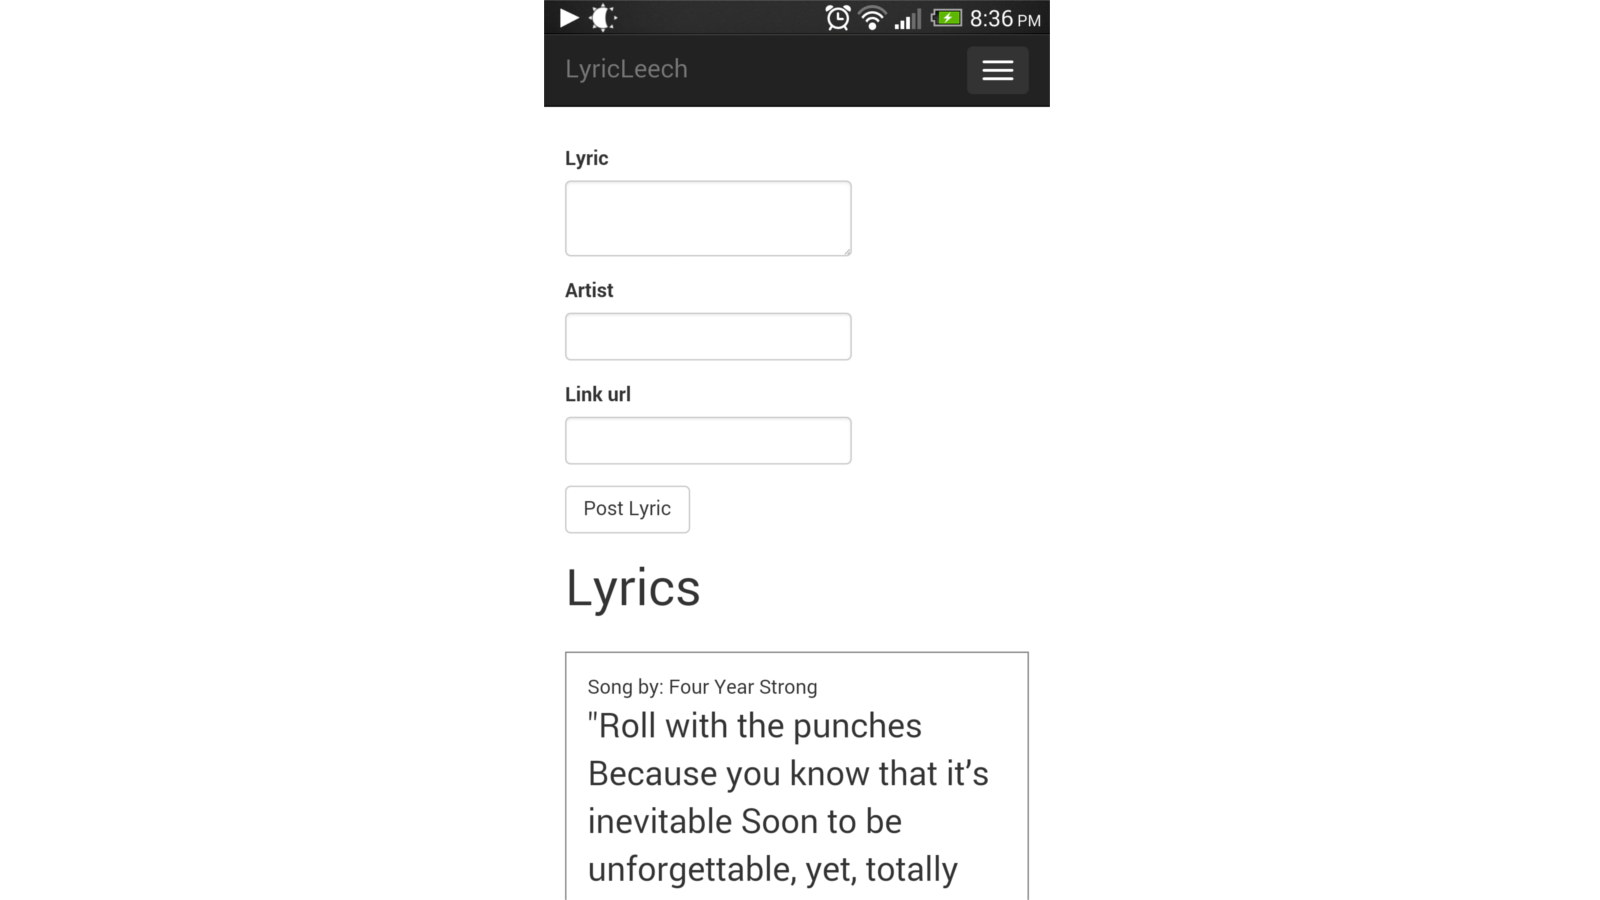 8:36 PM
LyricLeech
Lyric
Artist
Link url
Post Lyric
Lyrics
Song by: Four Year Strong
"Roll with the punches
Because you know that it's
inevitable Soon to be
unforgettable, yet, totally